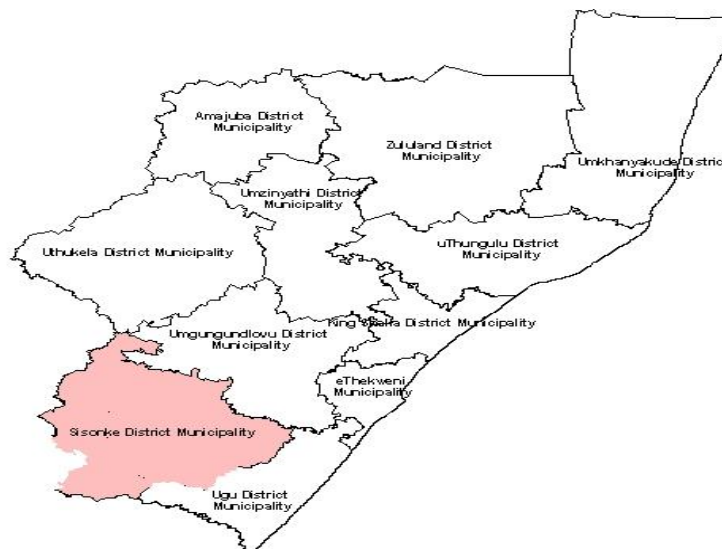 Amajuba District
Municipality
Zululand District
Municipality
Umkhanyakude District
Municipality
Umzinyathi District
Municipality
Uthukela District Municipality
uThungulu District
Municipality
Umgungundlovu District
Municipality
King Shaka District Municipality
eThekweni
Municipality
Sisonke District Municipality
Ugu District
Municipality